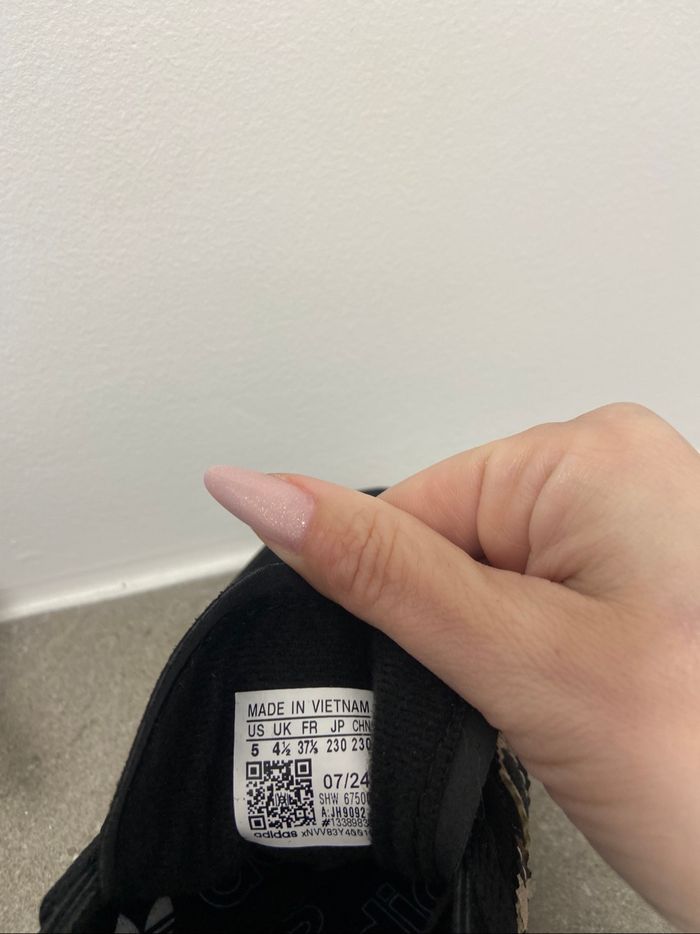 MADE IN VIETNAM
US UK FR JP CHN
5 4½ 37⅓ 230 230
07/24
SHW
A:JH9092
adidas